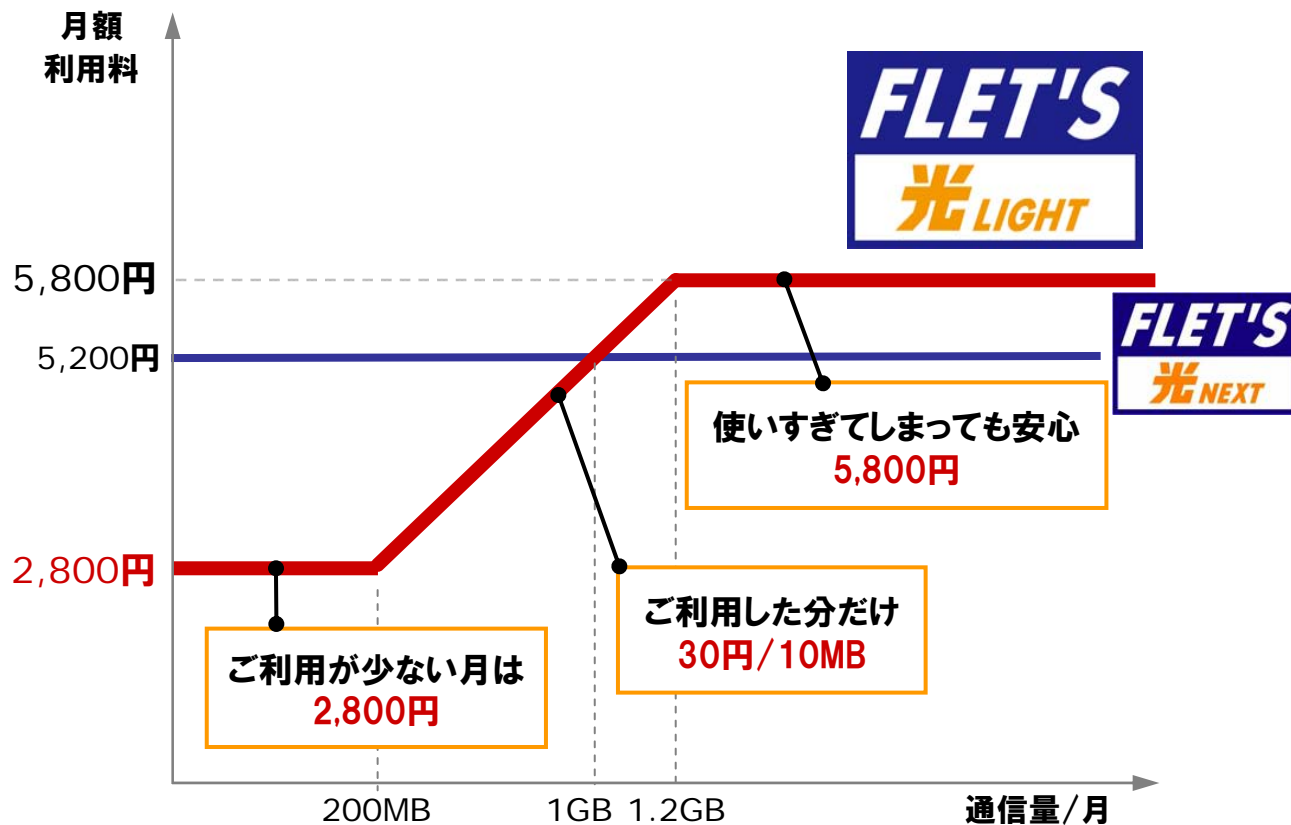 月額
利用料
FLET'S
光 LIGHT
5,800円
5,200円
FLET'S
光 NEXT
使いすぎてしまっても安心
5,800円
2,800円
ご利用した分だけ
30円/10MB
ご利用が少ない月は
2,800円
200MB
1GB
1.2GB
通信量/月